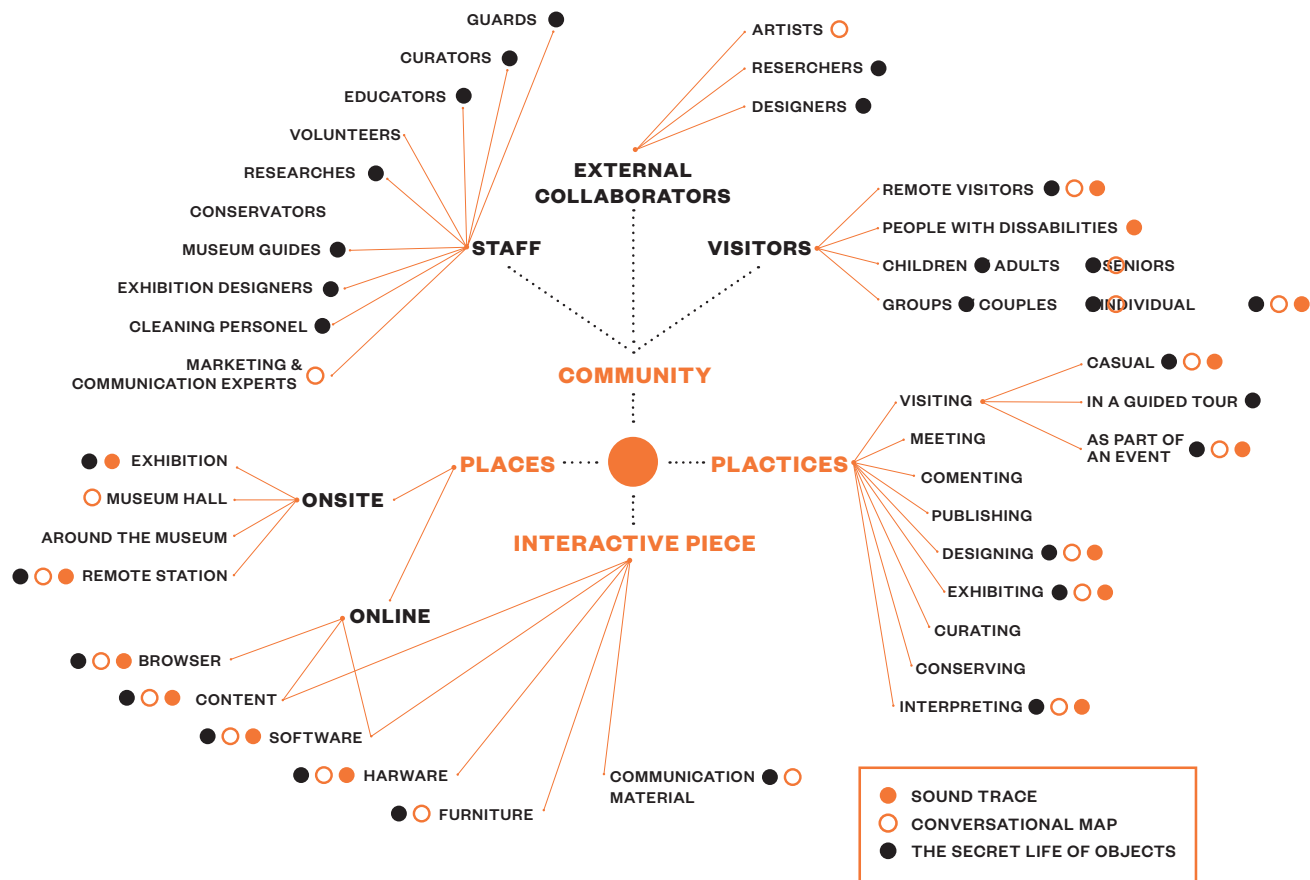 GUARDS
CURATORS
EDUCATORS
VOLUNTEERS
RESEARCHES
CONSERVATORS
MUSEUM GUIDES
EXHIBITION DESIGNERS
CLEANING PERSONEL
MARKETING &
COMMUNICATION EXPERTS
STAFF
ARTISTS
RESERCHERS
DESIGNERS
EXTERNAL
COLLABORATORS
VISITORS
REMOTE VISITORS
PEOPLE WITH DISSABILITIES
CHILDREN ADULTS SENIORS
GROUPS COUPLES INDIVIDUAL
COMMUNITY
PLACES
PLACTICES
INTERACTIVE PIECE
VISITING
CASUAL
IN A GUIDED TOUR
AS PART OF
AN EVENT
MEETING
COMENTING
PUBLISHING
DESIGNING
EXHIBITING
CURATING
CONSERVING
INTERPRETING
EXHIBITION
MUSEUM HALL
AROUND THE MUSEUM
REMOTE STATION
ONSITE
ONLINE
BROWSER
CONTENT
SOFTWARE
HARWARE
FURNITURE
COMMUNICATION
MATERIAL
SOUND TRACE
CONVERSATIONAL MAP
THE SECRET LIFE OF OBJECTS